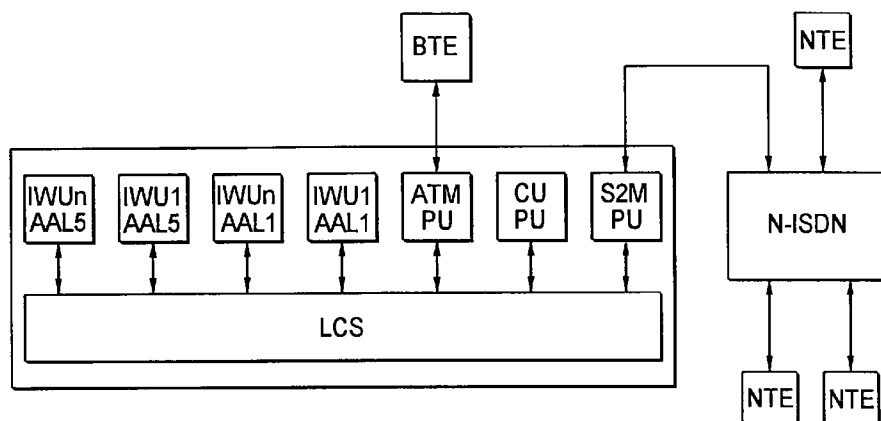 BTE
NTE
IWUn
AAL5
IWU1
AAL5
IWUn
AAL1
IWU1
AAL1
ATM
PU
CU
PU
S2M
PU
N-ISDN
LCS
NTE
NTE